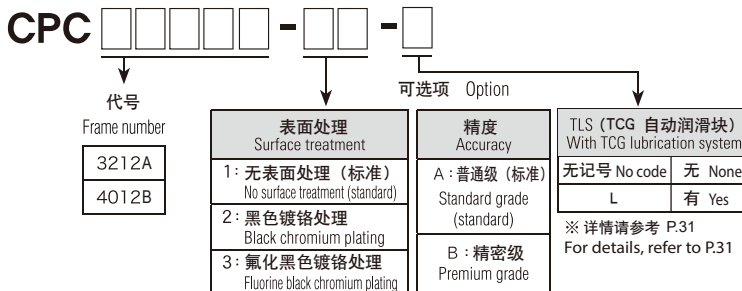 CPC □□□□□-□□-□
代号
Frame number
3212A
4012B
可选项 Option
表面处理
Surface treatment
1：无表面处理（标准）
No surface treatment (standard)
2：黑色镀铬处理
Black chromium plating
3：氟化黑色镀铬处理
Fluorine black chromium plating
精度
Accuracy
A：普通级（标准）
Standard grade
(standard)
B：精密级
Premium grade
TLS（TCG 自动润滑块）
With TCG lubrication system
无记号 No code 无 None
L 有 Yes
※ 详情请参考 P.31
For details, refer to P.31